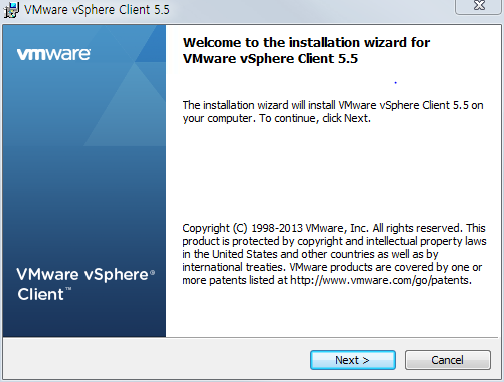 VMware vSphere Client 5.5
vmware
Welcome to the installation wizard for
VMware vSphere Client 5.5
The installation wizard will install VMware vSphere Client 5.5 on
your computer. To continue, click Next.
Copyright (C) 1998-2013 VMware, Inc. All rights reserved. This
product is protected by copyright and intellectual property laws
in the United States and other countries as well as by
international treaties. VMware products are covered by one or
more patents listed at http://www.vmware.com/go/patents.
VMware vSphere®
Client™
Next >
Cancel